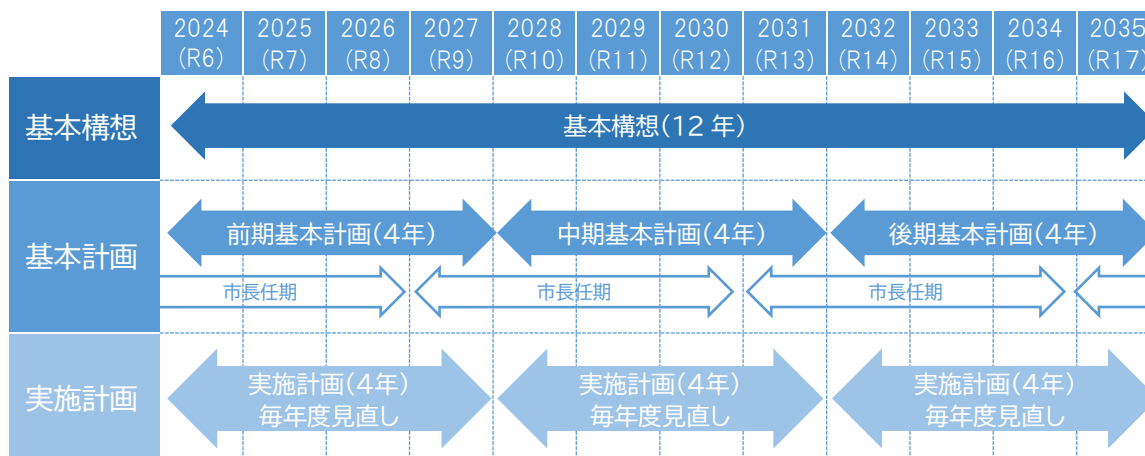 2024 2025 2026 2027 2028 2029 2030 2031 2032 2033 2034 2035
(R6) (R7) (R8) (R9) (R10) (R11) (R12) (R13) (R14) (R15) (R16) (R17)
基本構想
基本構想(12 年)
基本計画
前期基本計画(4年) 中期基本計画(4年) 後期基本計画(4年)
市長任期 市長任期 市長任期
実施計画
実施計画(4年) 実施計画(4年) 実施計画(4年)
毎年度見直し 毎年度見直し 毎年度見直し